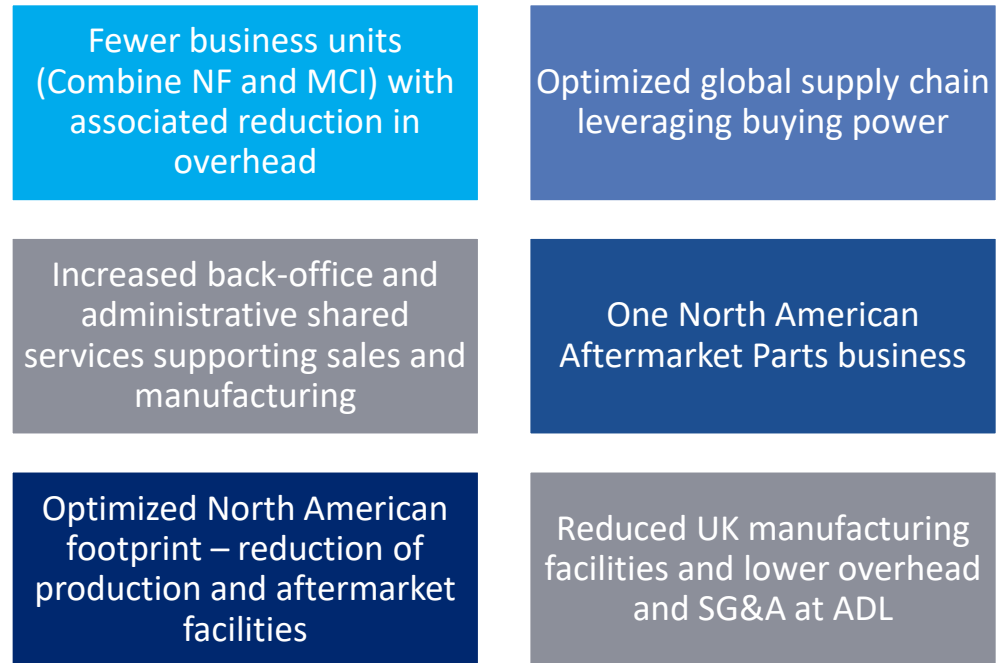 Fewer business units
(Combine NF and MCI) with
associated reduction in
overhead
Optimized global supply chain
leveraging buying power
Increased back-office and
administrative shared
services supporting sales and
manufacturing
One North American
Aftermarket Parts business
Optimized North American
footprint – reduction of
production and aftermarket
facilities
Reduced UK manufacturing
facilities and lower overhead
and SG&A at ADL